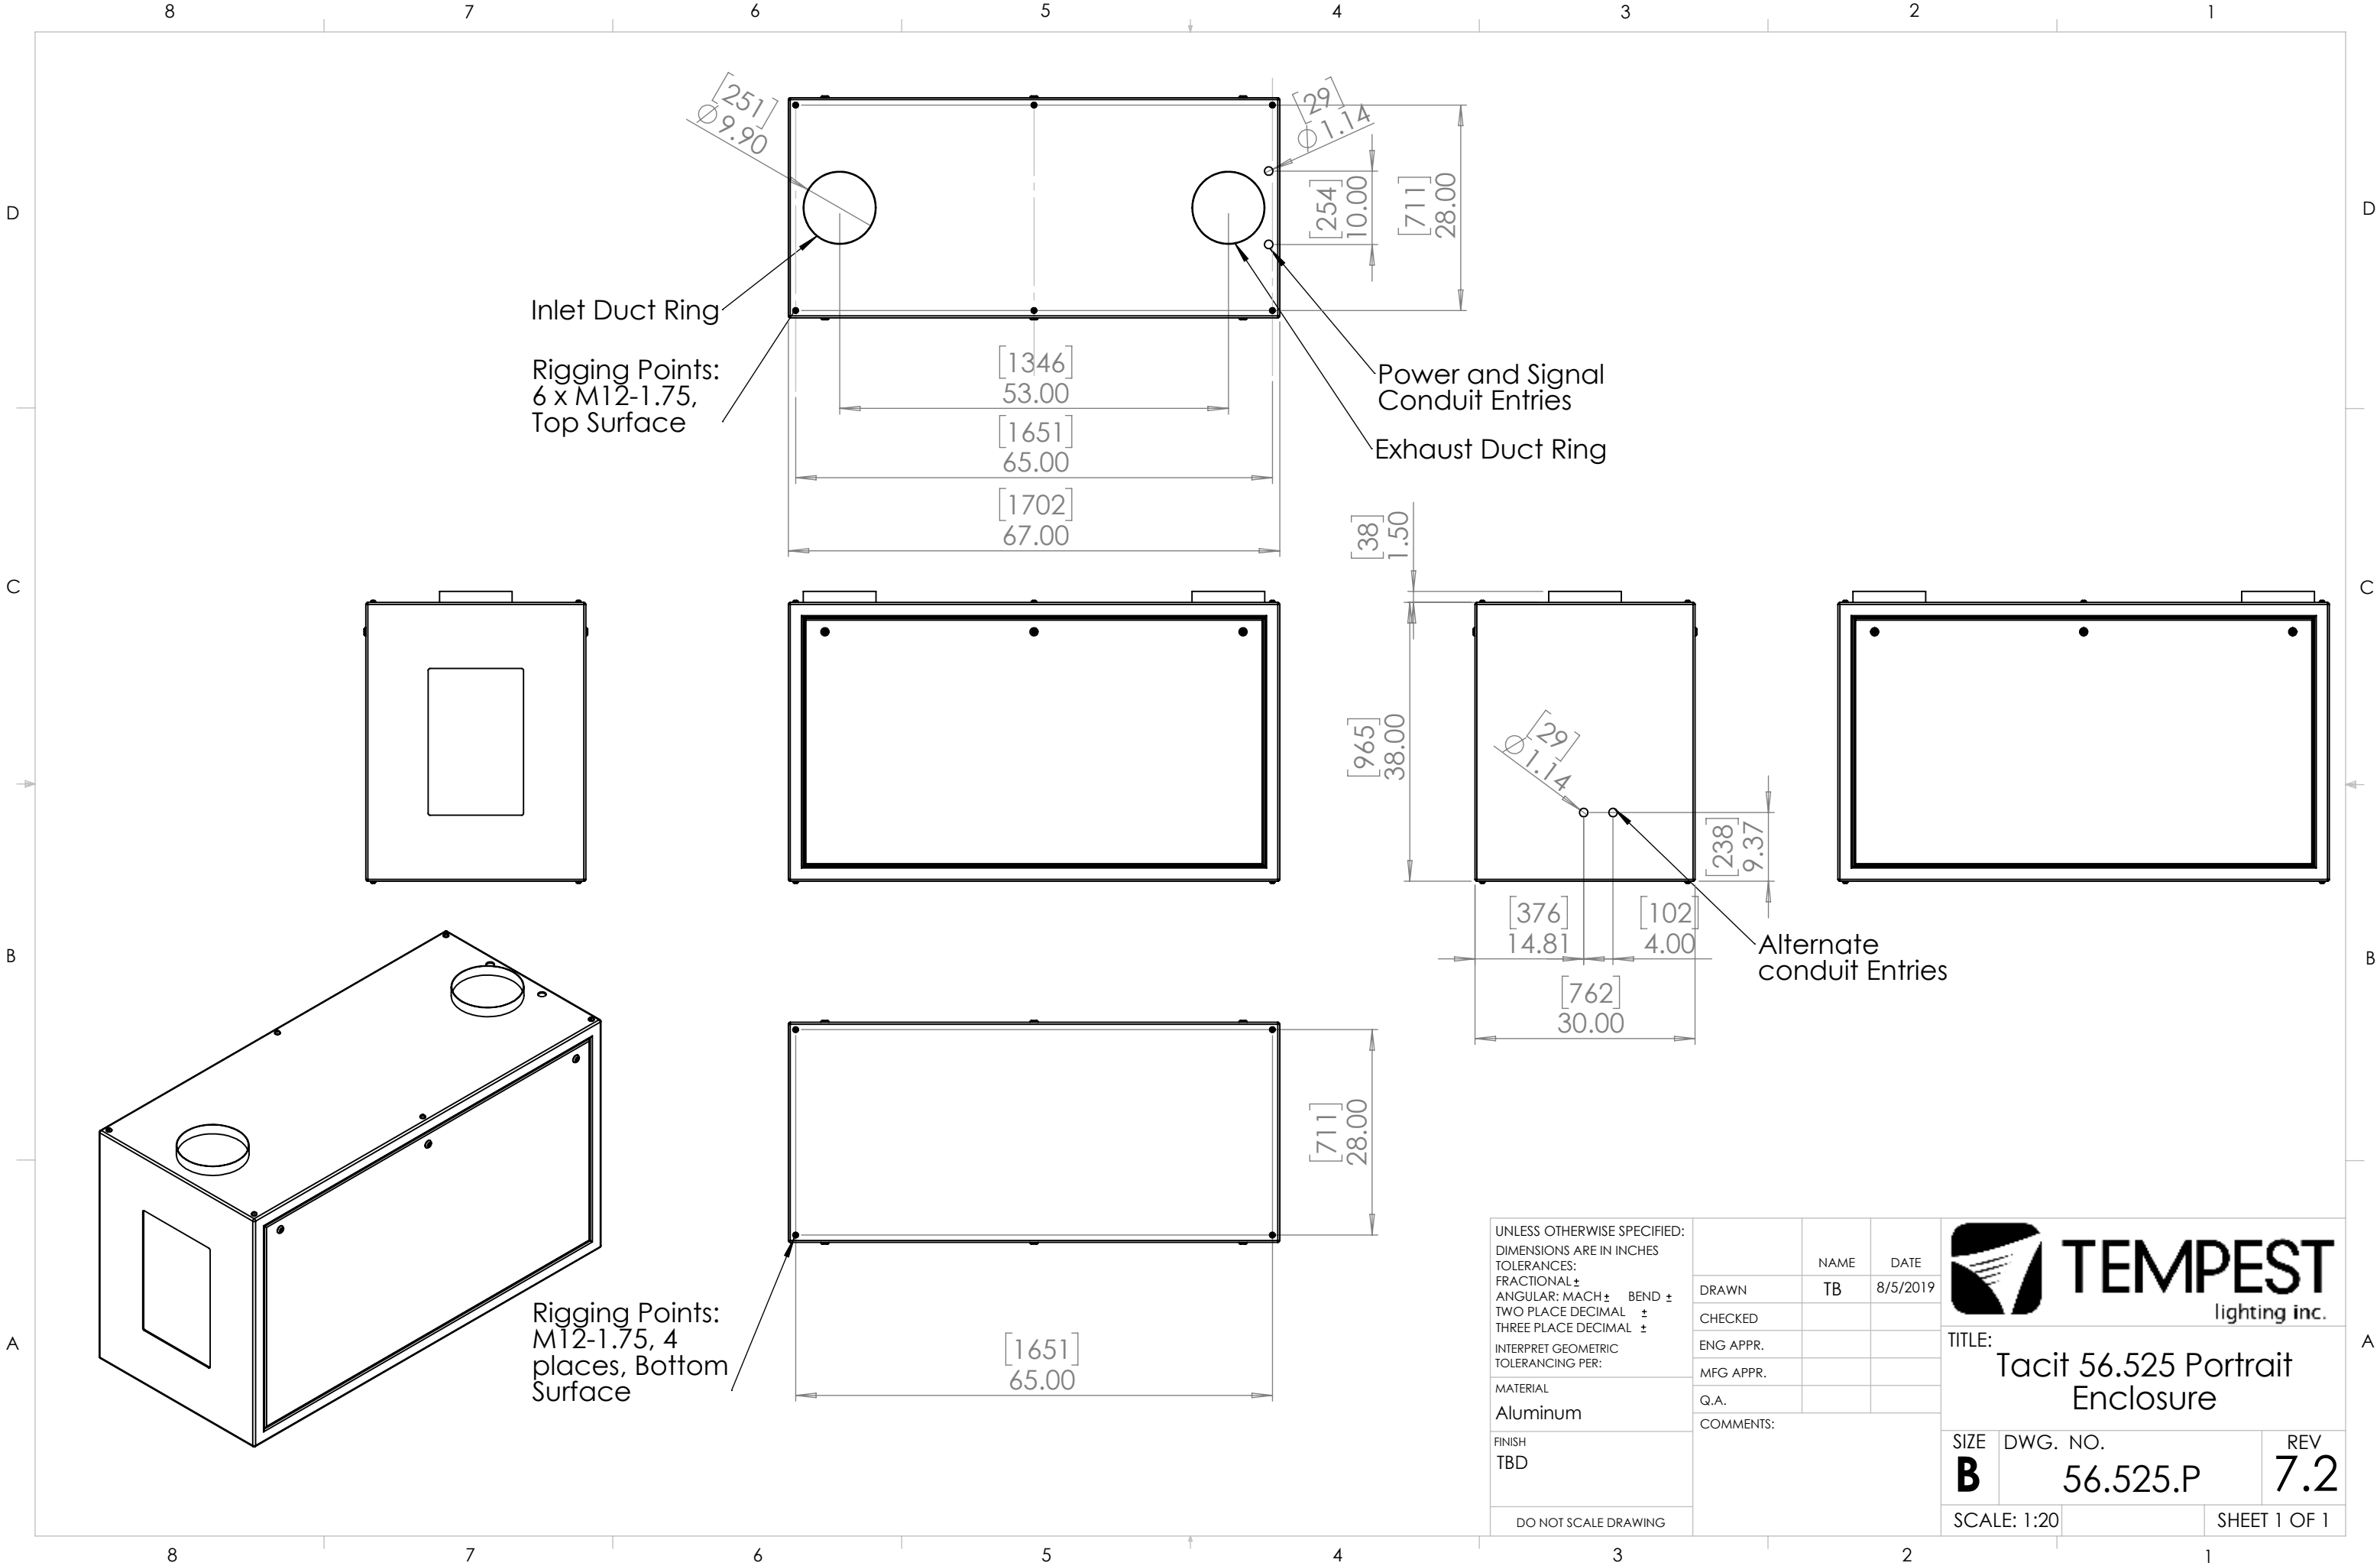 8 7 6 5 4 3 2 1
D
D
C
C
B
B
A
A
[251]
∅9.90
[29]
∅1.14
[254]
10.00
[711]
28.00
Inlet Duct Ring
Rigging Points:
6 x M12-1.75,
Top Surface
[1346]
53.00
[1651]
65.00
[1702]
67.00
Power and Signal
Conduit Entries
Exhaust Duct Ring
[38]
1.50
[965]
38.00
[29]
∅1.14
[238]
9.37
[376]
14.81
[102]
4.00
[762]
30.00
Alternate
conduit Entries
[711]
28.00
Rigging Points:
M12-1.75, 4
places, Bottom
Surface
[1651]
65.00
UNLESS OTHERWISE SPECIFIED:
DIMENSIONS ARE IN INCHES
TOLERANCES:
FRACTIONAL ±
ANGULAR: MACH ± BEND ±
TWO PLACE DECIMAL ±
THREE PLACE DECIMAL ±
INTERPRET GEOMETRIC
TOLERANCING PER:
MATERIAL
Aluminum
FINISH
TBD
DO NOT SCALE DRAWING
NAME DATE
DRAWN TB 8/5/2019
CHECKED
ENG APPR.
MFG APPR.
Q.A.
COMMENTS:
TEMPEST
lighting inc.
TITLE:
Tacit 56.525 Portrait
Enclosure
SIZE DWG. NO. REV
B 56.525.P 7.2
SCALE: 1:20 SHEET 1 OF 1
8 7 6 5 4 3 2 1